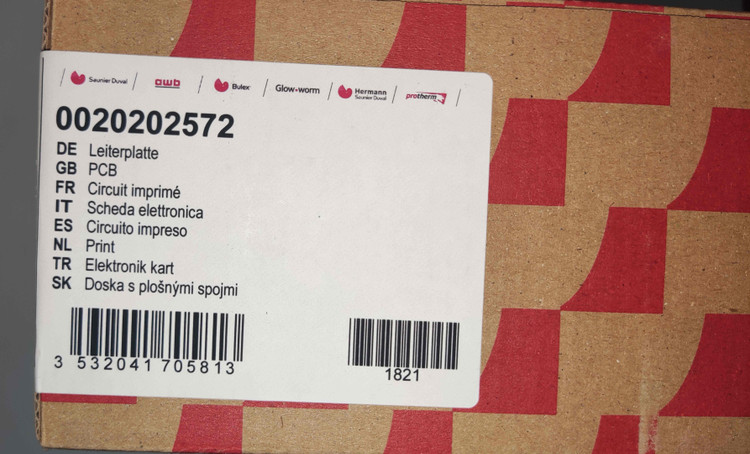 Saunier Duval awb Bulex Glow-worm Hermann Saunier Duval protherm
0020202572
DE Leiterplatte
GB PCB
FR Circuit imprimé
IT Scheda elettronica
ES Circuito impreso
NL Print
TR Elektronik kart
SK Doska s plošnými spojmi
3 532041 705813
1821